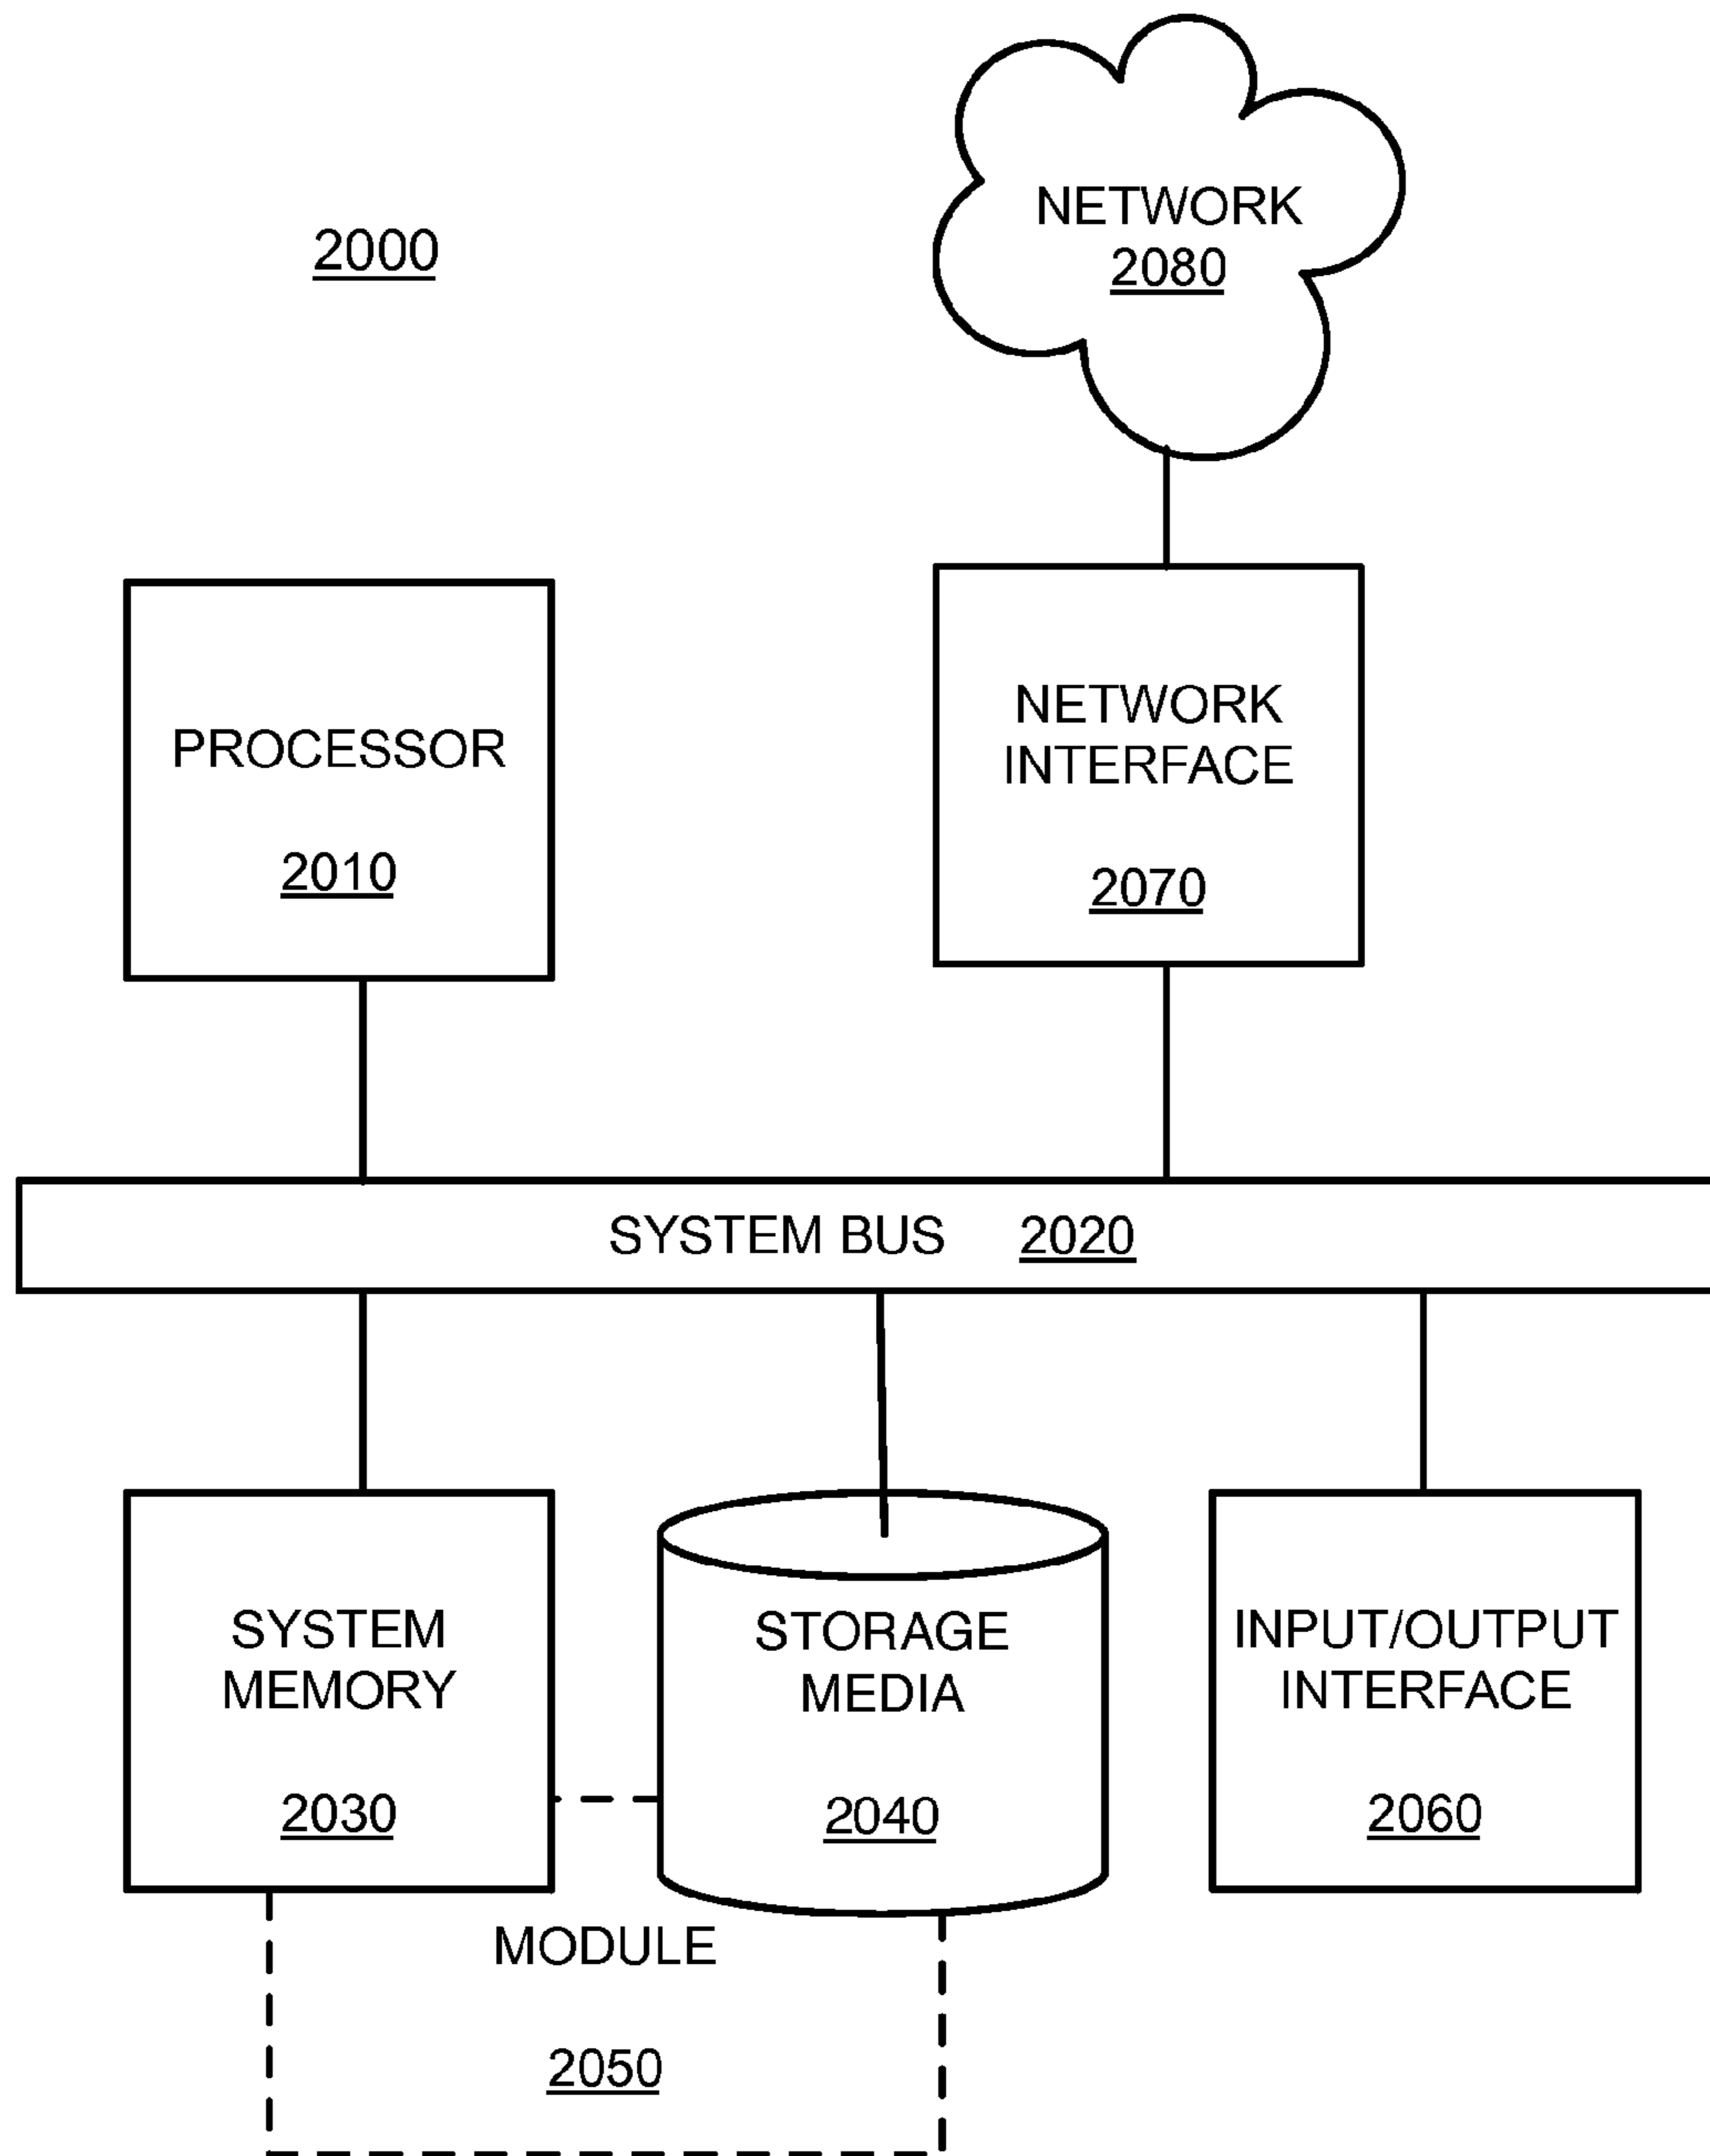 NETWORK
2080
2000
PROCESSOR
2010
NETWORK
INTERFACE
2070
SYSTEM BUS 2020
SYSTEM
MEMORY
2030
STORAGE
MEDIA
2040
INPUT/OUTPUT
INTERFACE
2060
MODULE
2050